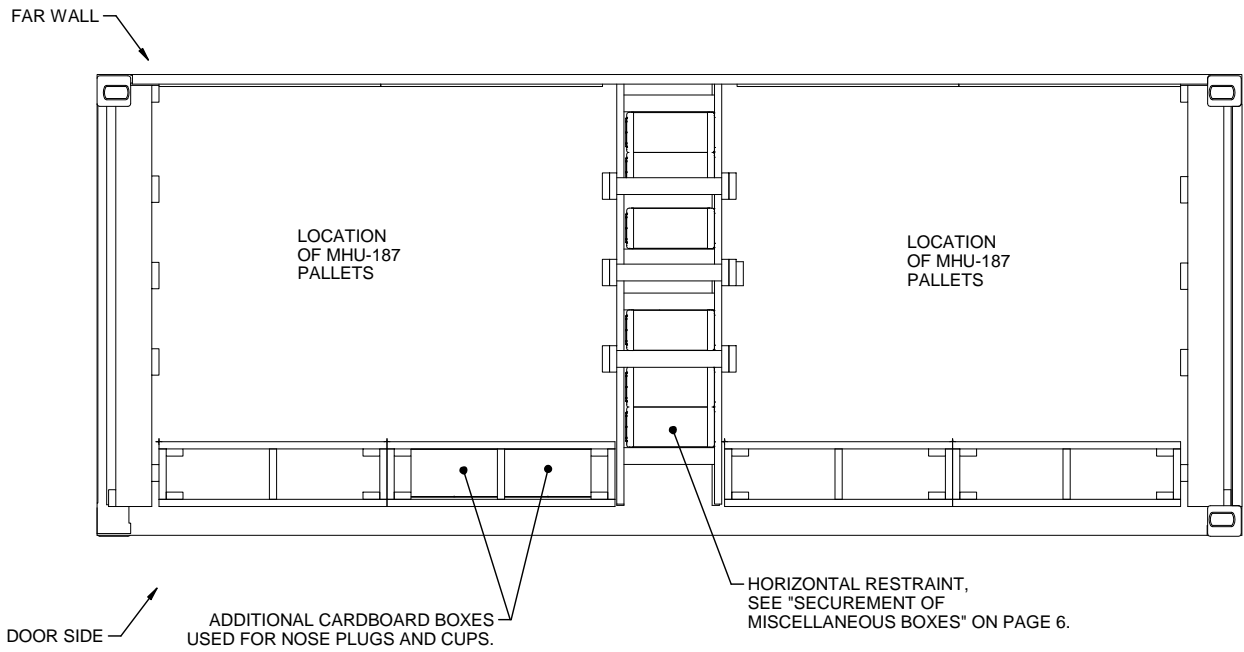 FAR WALL
LOCATION
OF MHU-187
PALLETS
LOCATION
OF MHU-187
PALLETS
HORIZONTAL RESTRAINT,
SEE "SECUREMENT OF
MISCELLANEOUS BOXES" ON PAGE 6.
ADDITIONAL CARDBOARD BOXES
USED FOR NOSE PLUGS AND CUPS.
DOOR SIDE